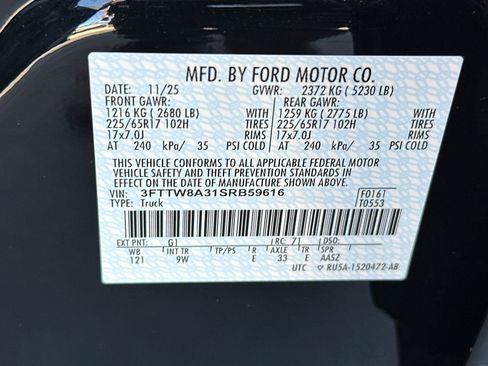 MFD. BY FORD MOTOR CO.
DATE: 11/25 GVWR: 2372 KG ( 5230 LB)
FRONT GAWR: REAR GAWR:
1216 KG ( 2680 LB) WITH 1259 KG ( 2775 LB) WITH
225/65R17 102H TIRES 225/65R17 102H TIRES
17x7.0J RIMS 17x7.0J RIMS
AT 240 kPa/ 35 PSI COLD AT 240 kPa/ 35 PSI COLD
THIS VEHICLE CONFORMS TO ALL APPLICABLE FEDERAL MOTOR
VEHICLE SAFETY AND THEFT PREVENTION STANDARDS IN EFFECT
ON THE DATE OF MANUFACTURE SHOWN ABOVE.
VIN: 3FTTW8A31SRB59616 F0161
TYPE: Truck T0553
EXT PNT: G1 RC: 71
WB INT TR TP/PS R AXLE TR SPR
121 9W E 33 E AASZ
UTC RU5A-1520472-AB